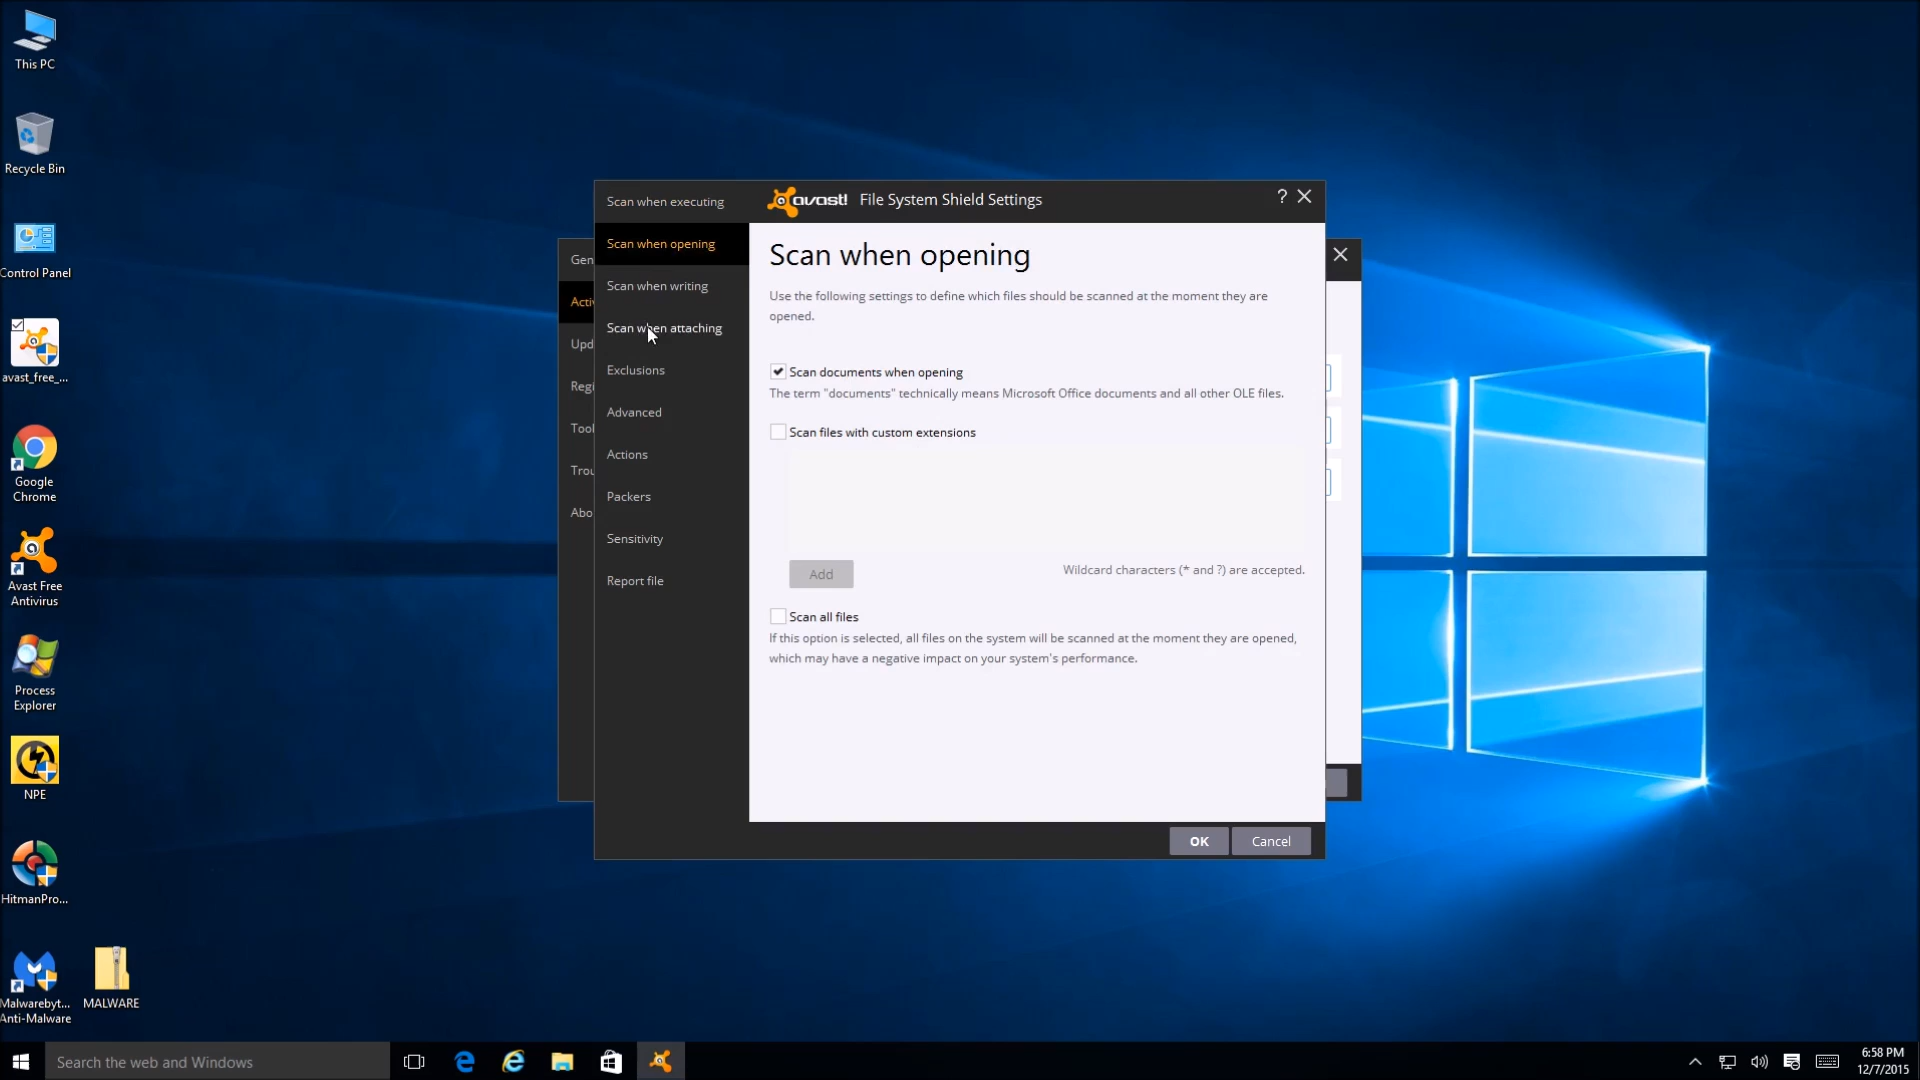 This PC
Recycle Bin
Control Panel
avast_free_...
Google
Chrome
Avast Free
Antivirus
Process
Explorer
NPE
HitmanPro...
Malwarebyt...
Anti-Malware
MALWARE
Gen
Activ
Upd
Regi
Tool
Trou
Abo
avast! File System Shield Settings
?
Scan when executing
Scan when opening
Scan when writing
Scan when attaching
Exclusions
Advanced
Actions
Packers
Sensitivity
Report file
Scan when opening
Use the following settings to define which files should be scanned at the moment they are
opened.
Scan documents when opening
The term "documents" technically means Microsoft Office documents and all other OLE files.
Scan files with custom extensions
Add
Wildcard characters (* and ?) are accepted.
Scan all files
If this option is selected, all files on the system will be scanned at the moment they are opened,
which may have a negative impact on your system's performance.
OK
Cancel
Search the web and Windows
6:58 PM
12/7/2015